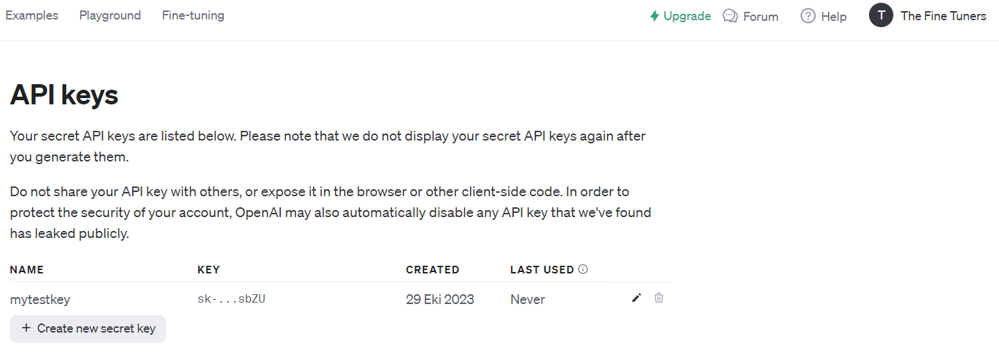 Examples Playground Fine-tuning Upgrade Forum Help T The Fine Tuners
API keys
Your secret API keys are listed below. Please note that we do not display your secret API keys again after
you generate them.
Do not share your API key with others, or expose it in the browser or other client-side code. In order to
protect the security of your account, OpenAI may also automatically disable any API key that we've found
has leaked publicly.
NAME KEY CREATED LAST USED
mytestkey sk-...sbZU 29 Eki 2023 Never
+ Create new secret key